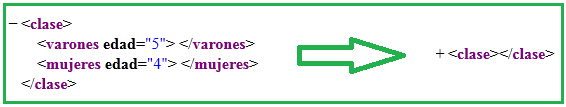 −<clase>
<varones edad="5"></varones>
<mujeres edad="4"></mujeres>
</clase>
+<clase></clase>